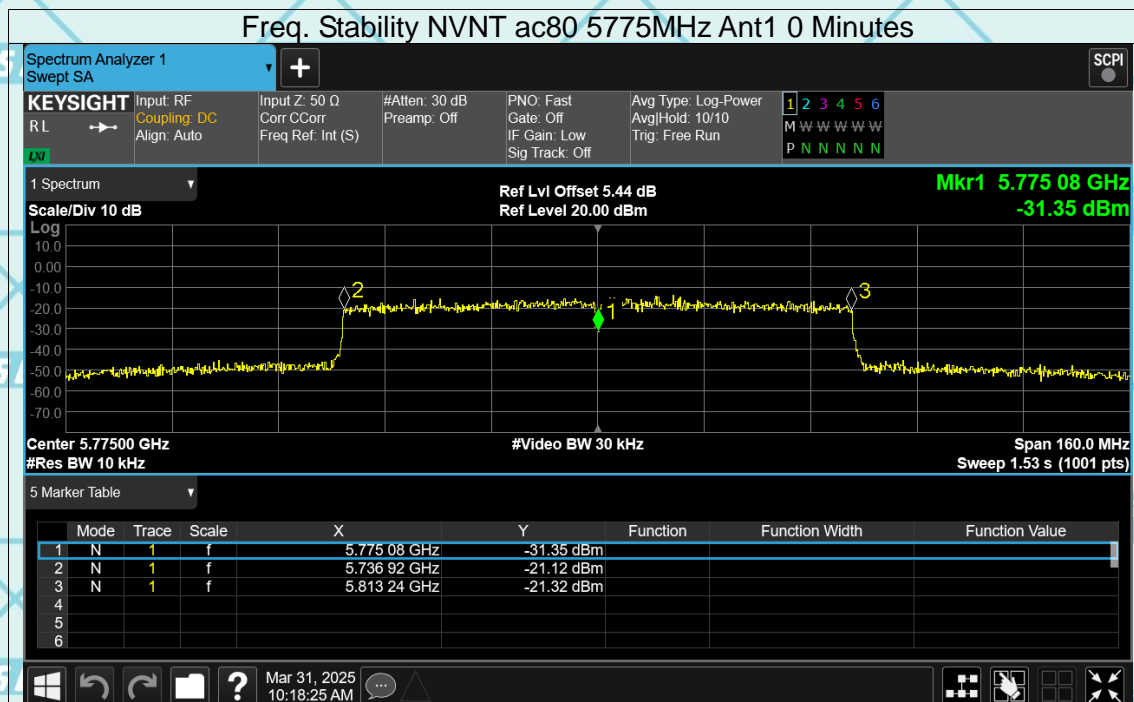 Freq. Stability NVNT ac80 5775MHz Ant1 0 Minutes
Spectrum Analyzer 1
Swept SA
+
SCPI
KEYSIGHT
RL
LXI
Input: RF
Coupling: DC
Align: Auto
Input Z: 50 Ω
Corr CCorr
Freq Ref: Int (S)
#Atten: 30 dB
Preamp: Off
PNO: Fast
Gate: Off
IF Gain: Low
Sig Track: Off
Avg Type: Log-Power
Avg|Hold: 10/10
Trig: Free Run
1 2 3 4 5 6
M W W W W W
P N N N N N
1 Spectrum
Scale/Div 10 dB
Ref Lvl Offset 5.44 dB
Ref Level 20.00 dBm
Mkr1 5.775 08 GHz
-31.35 dBm
Log
10.0
0.00
-10.0
-20.0
-30.0
-40.0
-50.0
-60.0
-70.0
2
1
3
Center 5.77500 GHz
#Video BW 30 kHz
Span 160.0 MHz
#Res BW 10 kHz
Sweep 1.53 s (1001 pts)
5 Marker Table
Mode Trace Scale X Y Function Function Width Function Value
1 N 1 f 5.775 08 GHz -31.35 dBm
2 N 1 f 5.736 92 GHz -21.12 dBm
3 N 1 f 5.813 24 GHz -21.32 dBm
4
5
6
?
Mar 31, 2025
10:18:25 AM